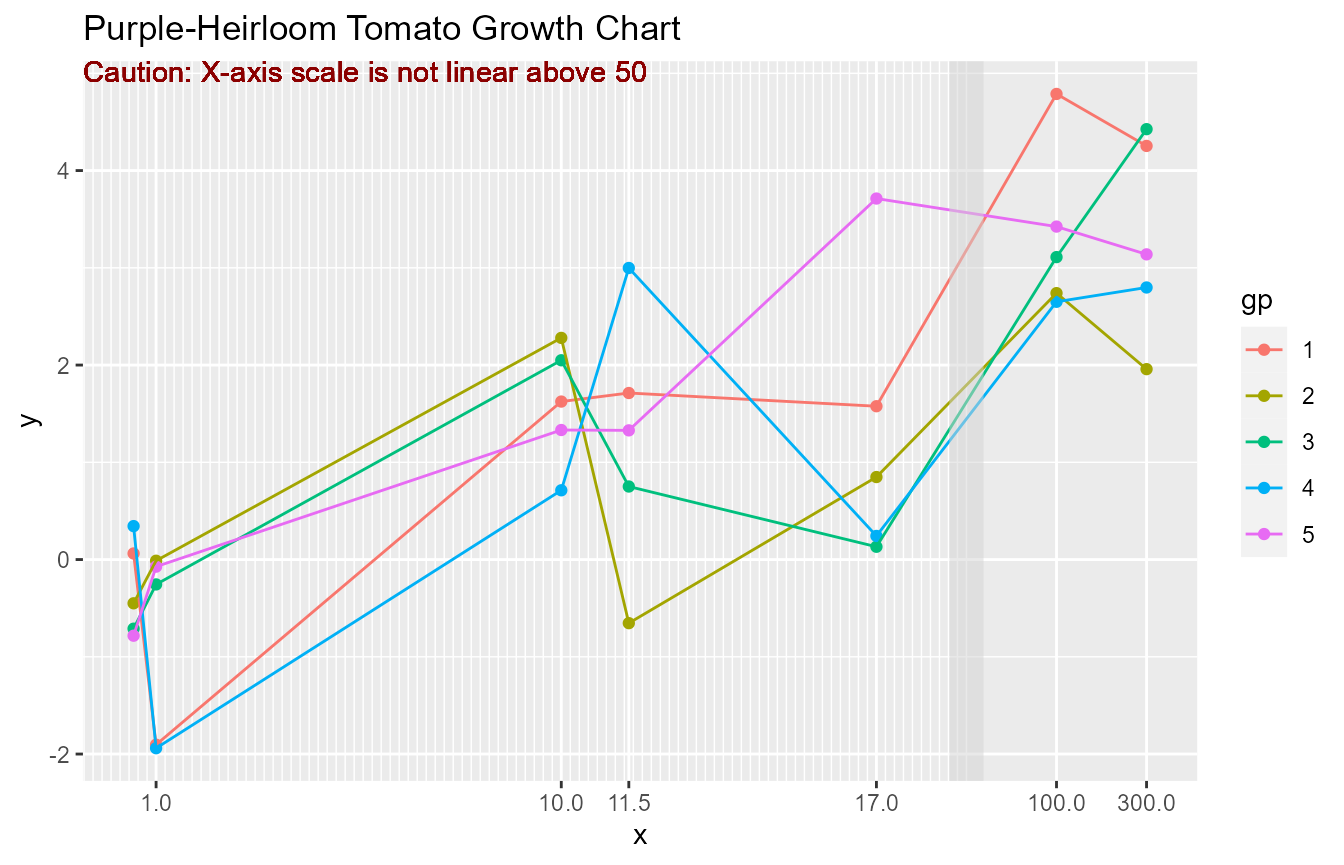 Purple-Heirloom Tomato Growth Chart
Caution: X-axis scale is not linear above 50
4
2
0
-2
y
1.0 10.0 11.5 17.0 100.0 300.0
x
gp
1
2
3
4
5